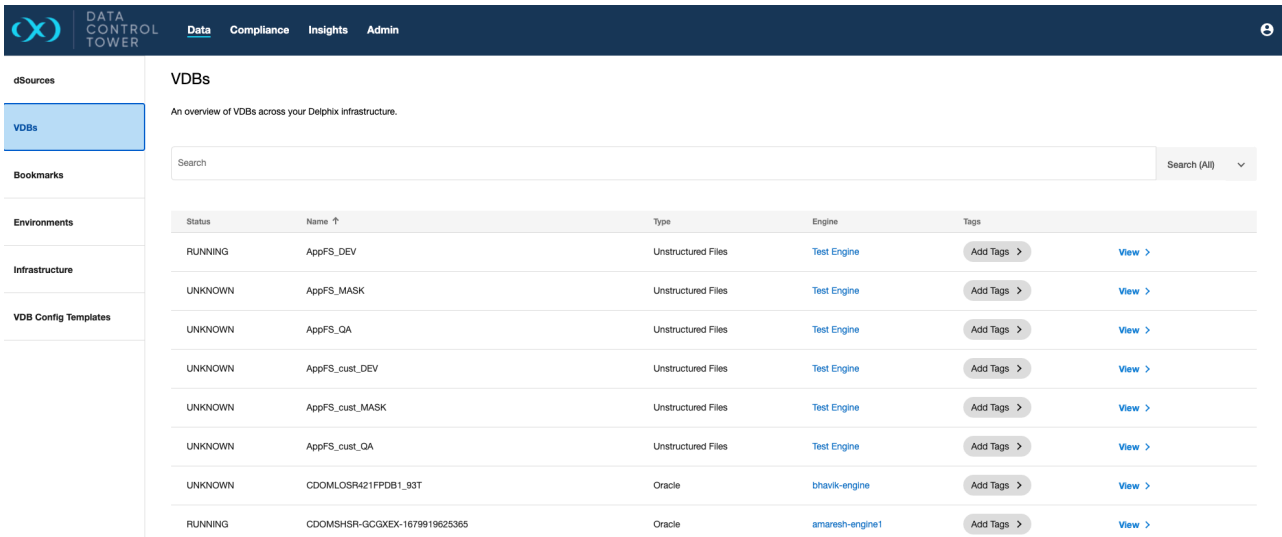 DATA
CONTROL
TOWER
Data Compliance Insights Admin
dSources
VDBs
Bookmarks
Environments
Infrastructure
VDB Config Templates
VDBs
An overview of VDBs across your Delphix infrastructure.
Search Search (All)
Status Name ↑ Type Engine Tags
RUNNING AppFS_DEV Unstructured Files Test Engine Add Tags > View >
UNKNOWN AppFS_MASK Unstructured Files Test Engine Add Tags > View >
UNKNOWN AppFS_QA Unstructured Files Test Engine Add Tags > View >
UNKNOWN AppFS_cust_DEV Unstructured Files Test Engine Add Tags > View >
UNKNOWN AppFS_cust_MASK Unstructured Files Test Engine Add Tags > View >
UNKNOWN AppFS_cust_QA Unstructured Files Test Engine Add Tags > View >
UNKNOWN CDOMLOSR421FPDB1_93T Oracle bhavik-engine Add Tags > View >
RUNNING CDOMSHSR-GCGXEX-1679919625365 Oracle amaresh-engine1 Add Tags > View >